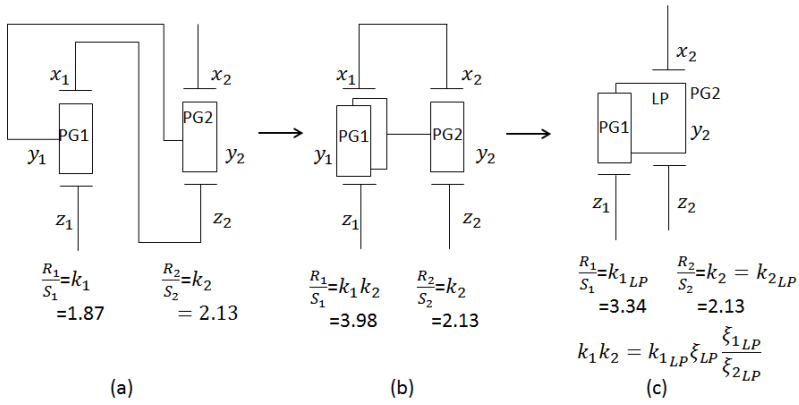 x₁ x₂ x₁ x₂ x₂
PG1 PG2 PG1 PG2 LP PG2 PG1
y₁ y₂ y₁ y₂ y₂
z₁ z₂ z₁ z₂ z₁ z₂
R₁/S₁=k₁ R₂/S₂=k₂ R₁/S₁=k₁k₂ R₂/S₂=k₂ R₁/S₁=k₁LP R₂/S₂=k₂ = k₂LP
=1.87 = 2.13 =3.98 =2.13 =3.34 =2.13
k₁k₂ = k₁LP ξLP ξ₁LP/ξ₂LP
(a) (b) (c)